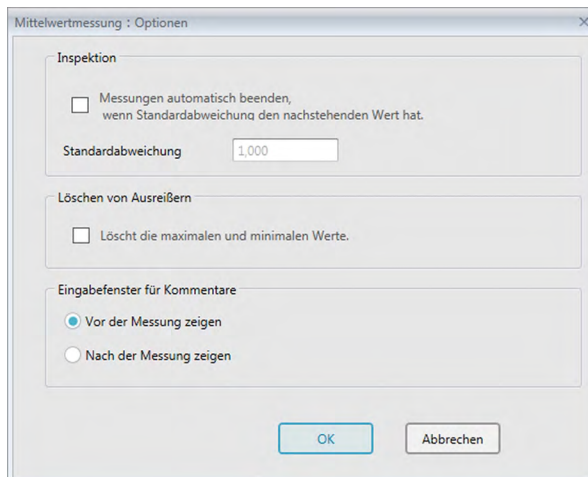 Mittelwertmessung : Optionen
Inspektion
Messungen automatisch beenden,
wenn Standardabweichung den nachstehenden Wert hat.
Standardabweichung 1,000
Löschen von Ausreißern
Löscht die maximalen und minimalen Werte.
Eingabefenster für Kommentare
Vor der Messung zeigen
Nach der Messung zeigen
OK Abbrechen